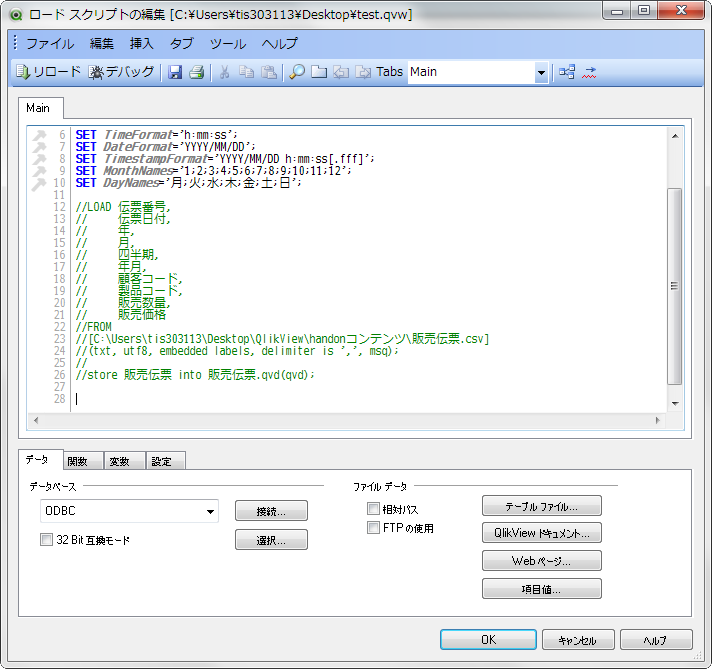 ロード スクリプトの編集 [C:¥Users¥tis303113¥Desktop¥test.qvw]
ファイル 編集 挿入 タブ ツール ヘルプ
リロード デバッグ Tabs Main
Main
6 SET TimeFormat='h:mm:ss';
7 SET DateFormat='YYYY/MM/DD';
8 SET TimestampFormat='YYYY/MM/DD h:mm:ss[.fff]';
9 SET MonthNames='1;2;3;4;5;6;7;8;9;10;11;12';
10 SET DayNames='月;火;水;木;金;土;日';
11
12 //LOAD 伝票番号,
13 // 伝票日付,
14 // 年,
15 // 月,
16 // 四半期,
17 // 年月,
18 // 顧客コード,
19 // 製品コード,
20 // 販売数量,
21 // 販売価格
22 //FROM
23 //[C:\Users\tis303113\Desktop\QlikView\handonコンテンツ\販売伝票.csv]
24 //(txt, utf8, embedded labels, delimiter is ',', msq);
25 //
26 //store 販売伝票 into 販売伝票.qvd(qvd);
27
28
データ 関数 変数 設定
データベース
ODBC
接続...
32 Bit 互換モード
選択...
ファイル データ
相対パス
FTP の使用
テーブル ファイル...
QlikView ドキュメント...
Web ページ...
項目値...
OK キャンセル ヘルプ